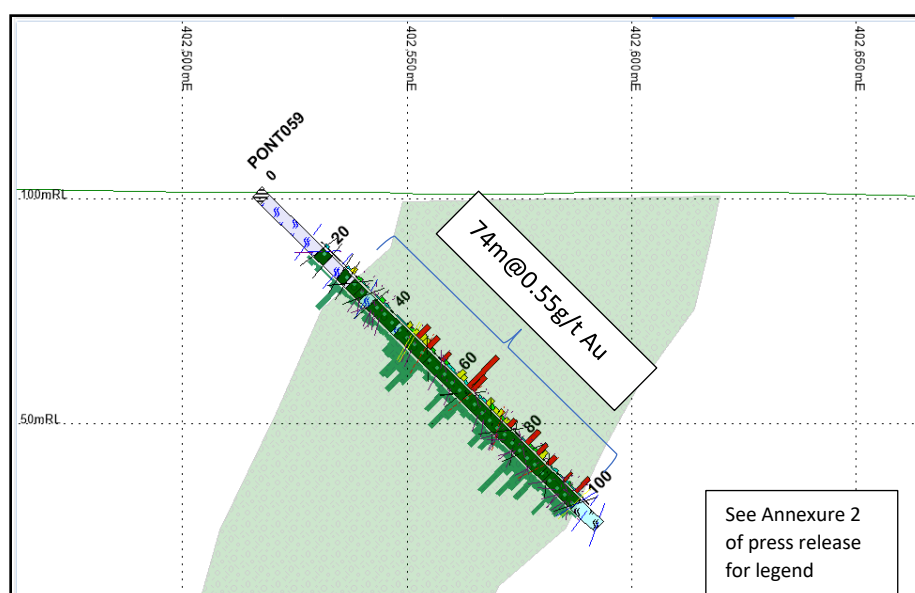 402,500mE
402,550mE
402,600mE
402,650mE
PONT059
0
100mRL
20
74m@0.55g/t Au
40
60
50mRL
80
100
See Annexure 2
of press release
for legend